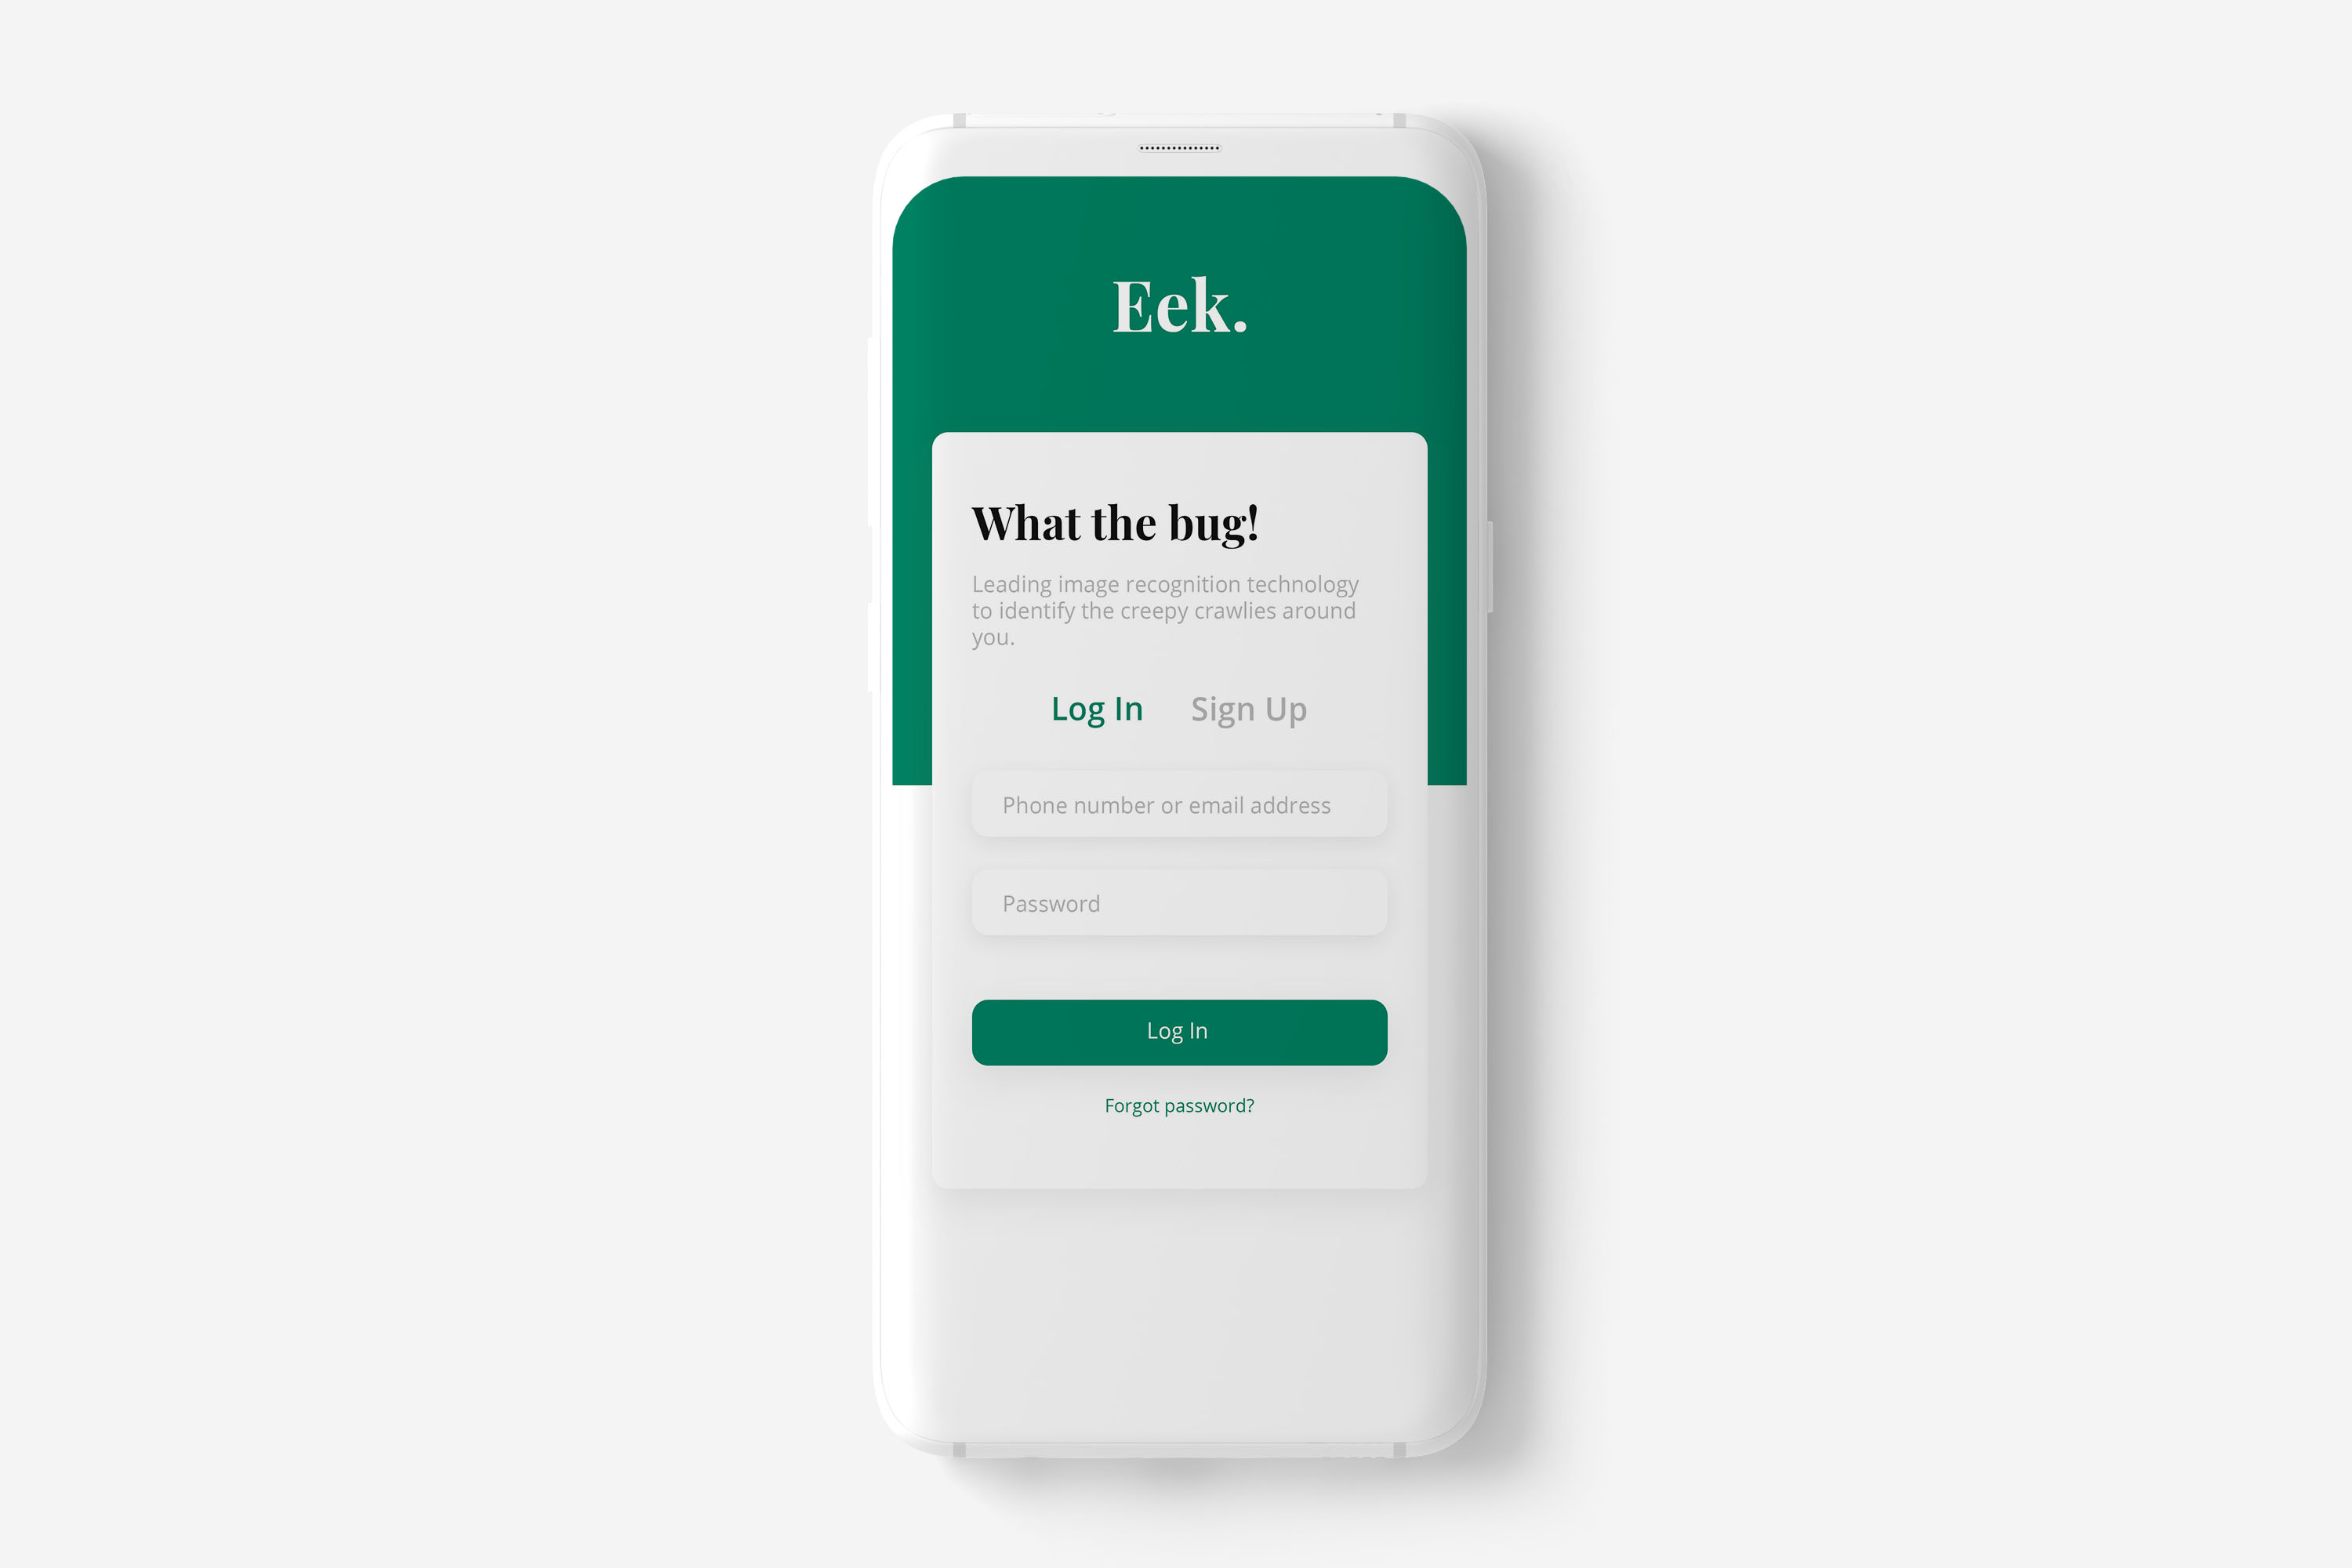 Eek.
What the bug!
Leading image recognition technology
to identify the creepy crawlies around
you.
Log In Sign Up
Phone number or email address
Password
Log In
Forgot password?